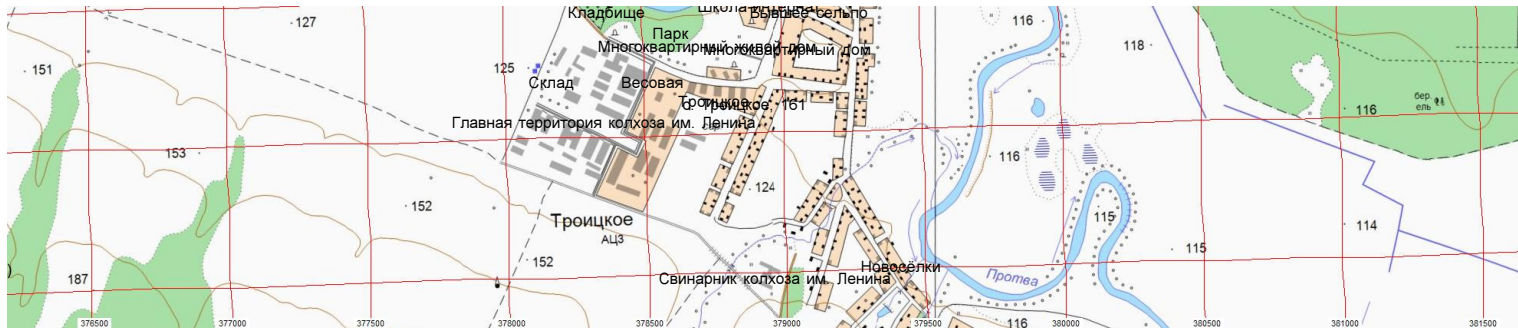 Кладбище
Бывшее сельпо
116
127
Парк
Многоквартирный жилой дом
Многоквартирный дом
118
151
125
Склад
Весовая
Троицкое
с. Троицкое, 161
116
бер.
ель
Главная территория колхоза им. Ленина
153
116
152
124
115
Троицкое
АЦЗ
114
115
187
152
Новосёлки
Свинарник колхоза им. Ленина
Протва
116
376500
377000
377500
378000
378500
379000
379500
380000
380500
381000
381500